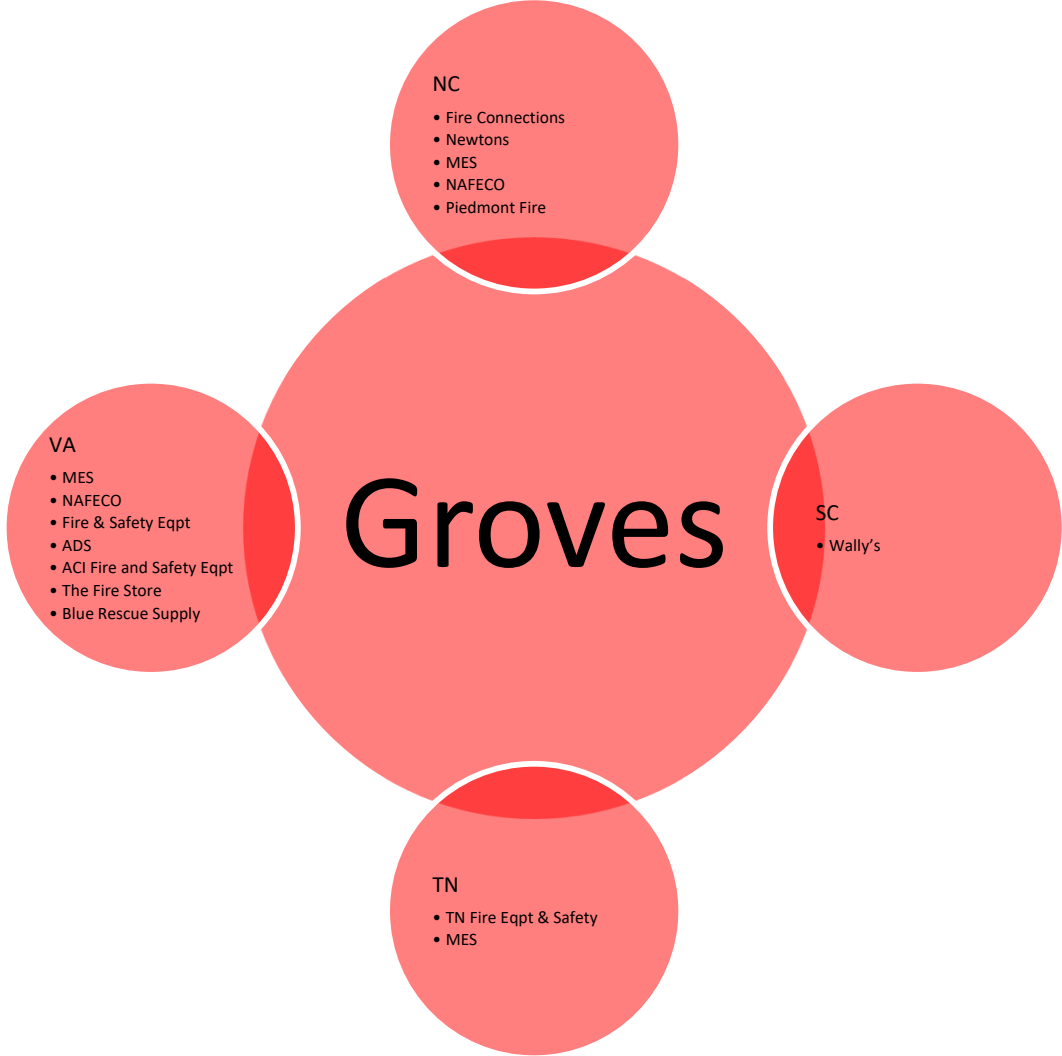 NC
• Fire Connections
• Newtons
• MES
• NAFECO
• Piedmont Fire
VA
• MES
• NAFECO
• Fire & Safety Eqpt
• ADS
• ACI Fire and Safety Eqpt
• The Fire Store
• Blue Rescue Supply
Groves
SC
• Wally’s
TN
• TN Fire Eqpt & Safety
• MES